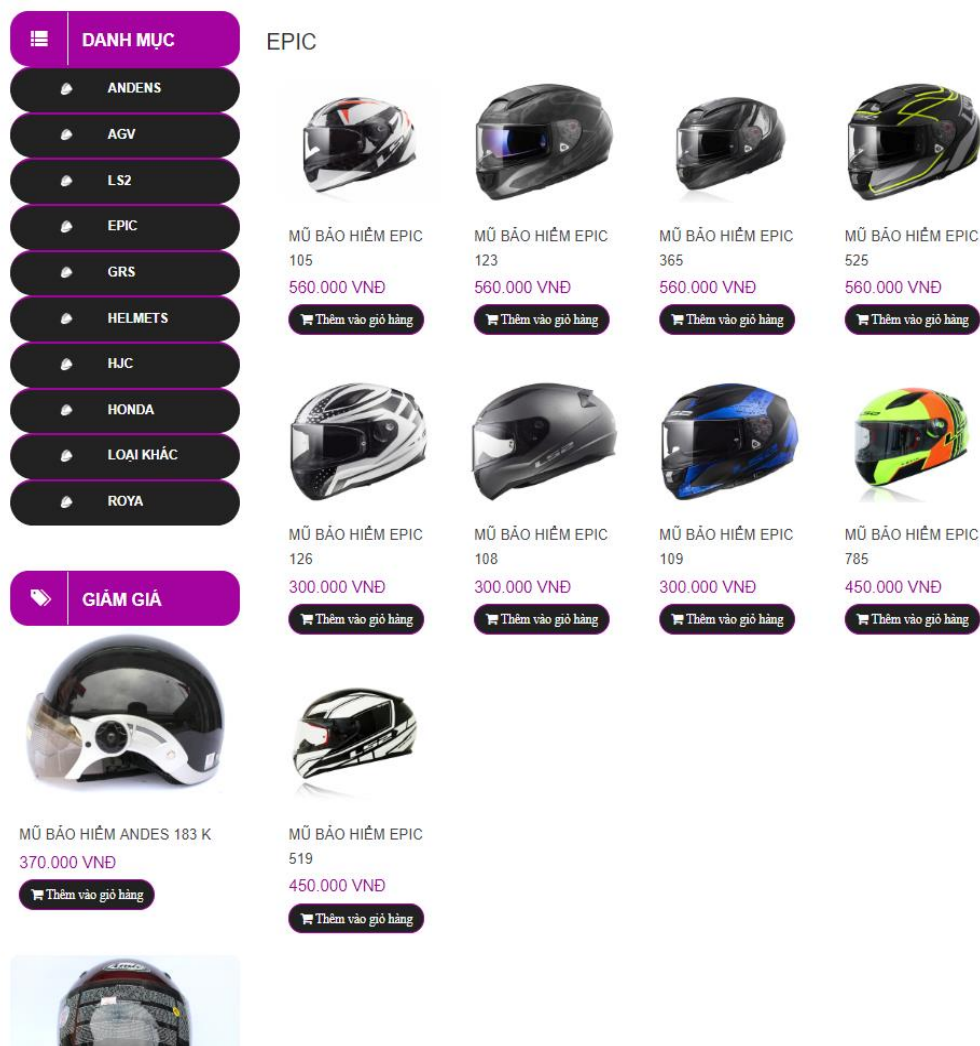 DANH MỤC
ANDENS
AGV
LS2
EPIC
GRS
HELMETS
HJC
HONDA
LOẠI KHÁC
ROYA
GIẢM GIÁ
MŨ BẢO HIỂM ANDES 183 K
370.000 VNĐ
Thêm vào giỏ hàng
EPIC
MŨ BẢO HIỂM EPIC
105
560.000 VNĐ
Thêm vào giỏ hàng
MŨ BẢO HIỂM EPIC
123
560.000 VNĐ
Thêm vào giỏ hàng
MŨ BẢO HIỂM EPIC
365
560.000 VNĐ
Thêm vào giỏ hàng
MŨ BẢO HIỂM EPIC
525
560.000 VNĐ
Thêm vào giỏ hàng
MŨ BẢO HIỂM EPIC
126
300.000 VNĐ
Thêm vào giỏ hàng
LS2
MŨ BẢO HIỂM EPIC
108
300.000 VNĐ
Thêm vào giỏ hàng
MŨ BẢO HIỂM EPIC
109
300.000 VNĐ
Thêm vào giỏ hàng
MŨ BẢO HIỂM EPIC
785
450.000 VNĐ
Thêm vào giỏ hàng
LS2
MŨ BẢO HIỂM EPIC
519
450.000 VNĐ
Thêm vào giỏ hàng